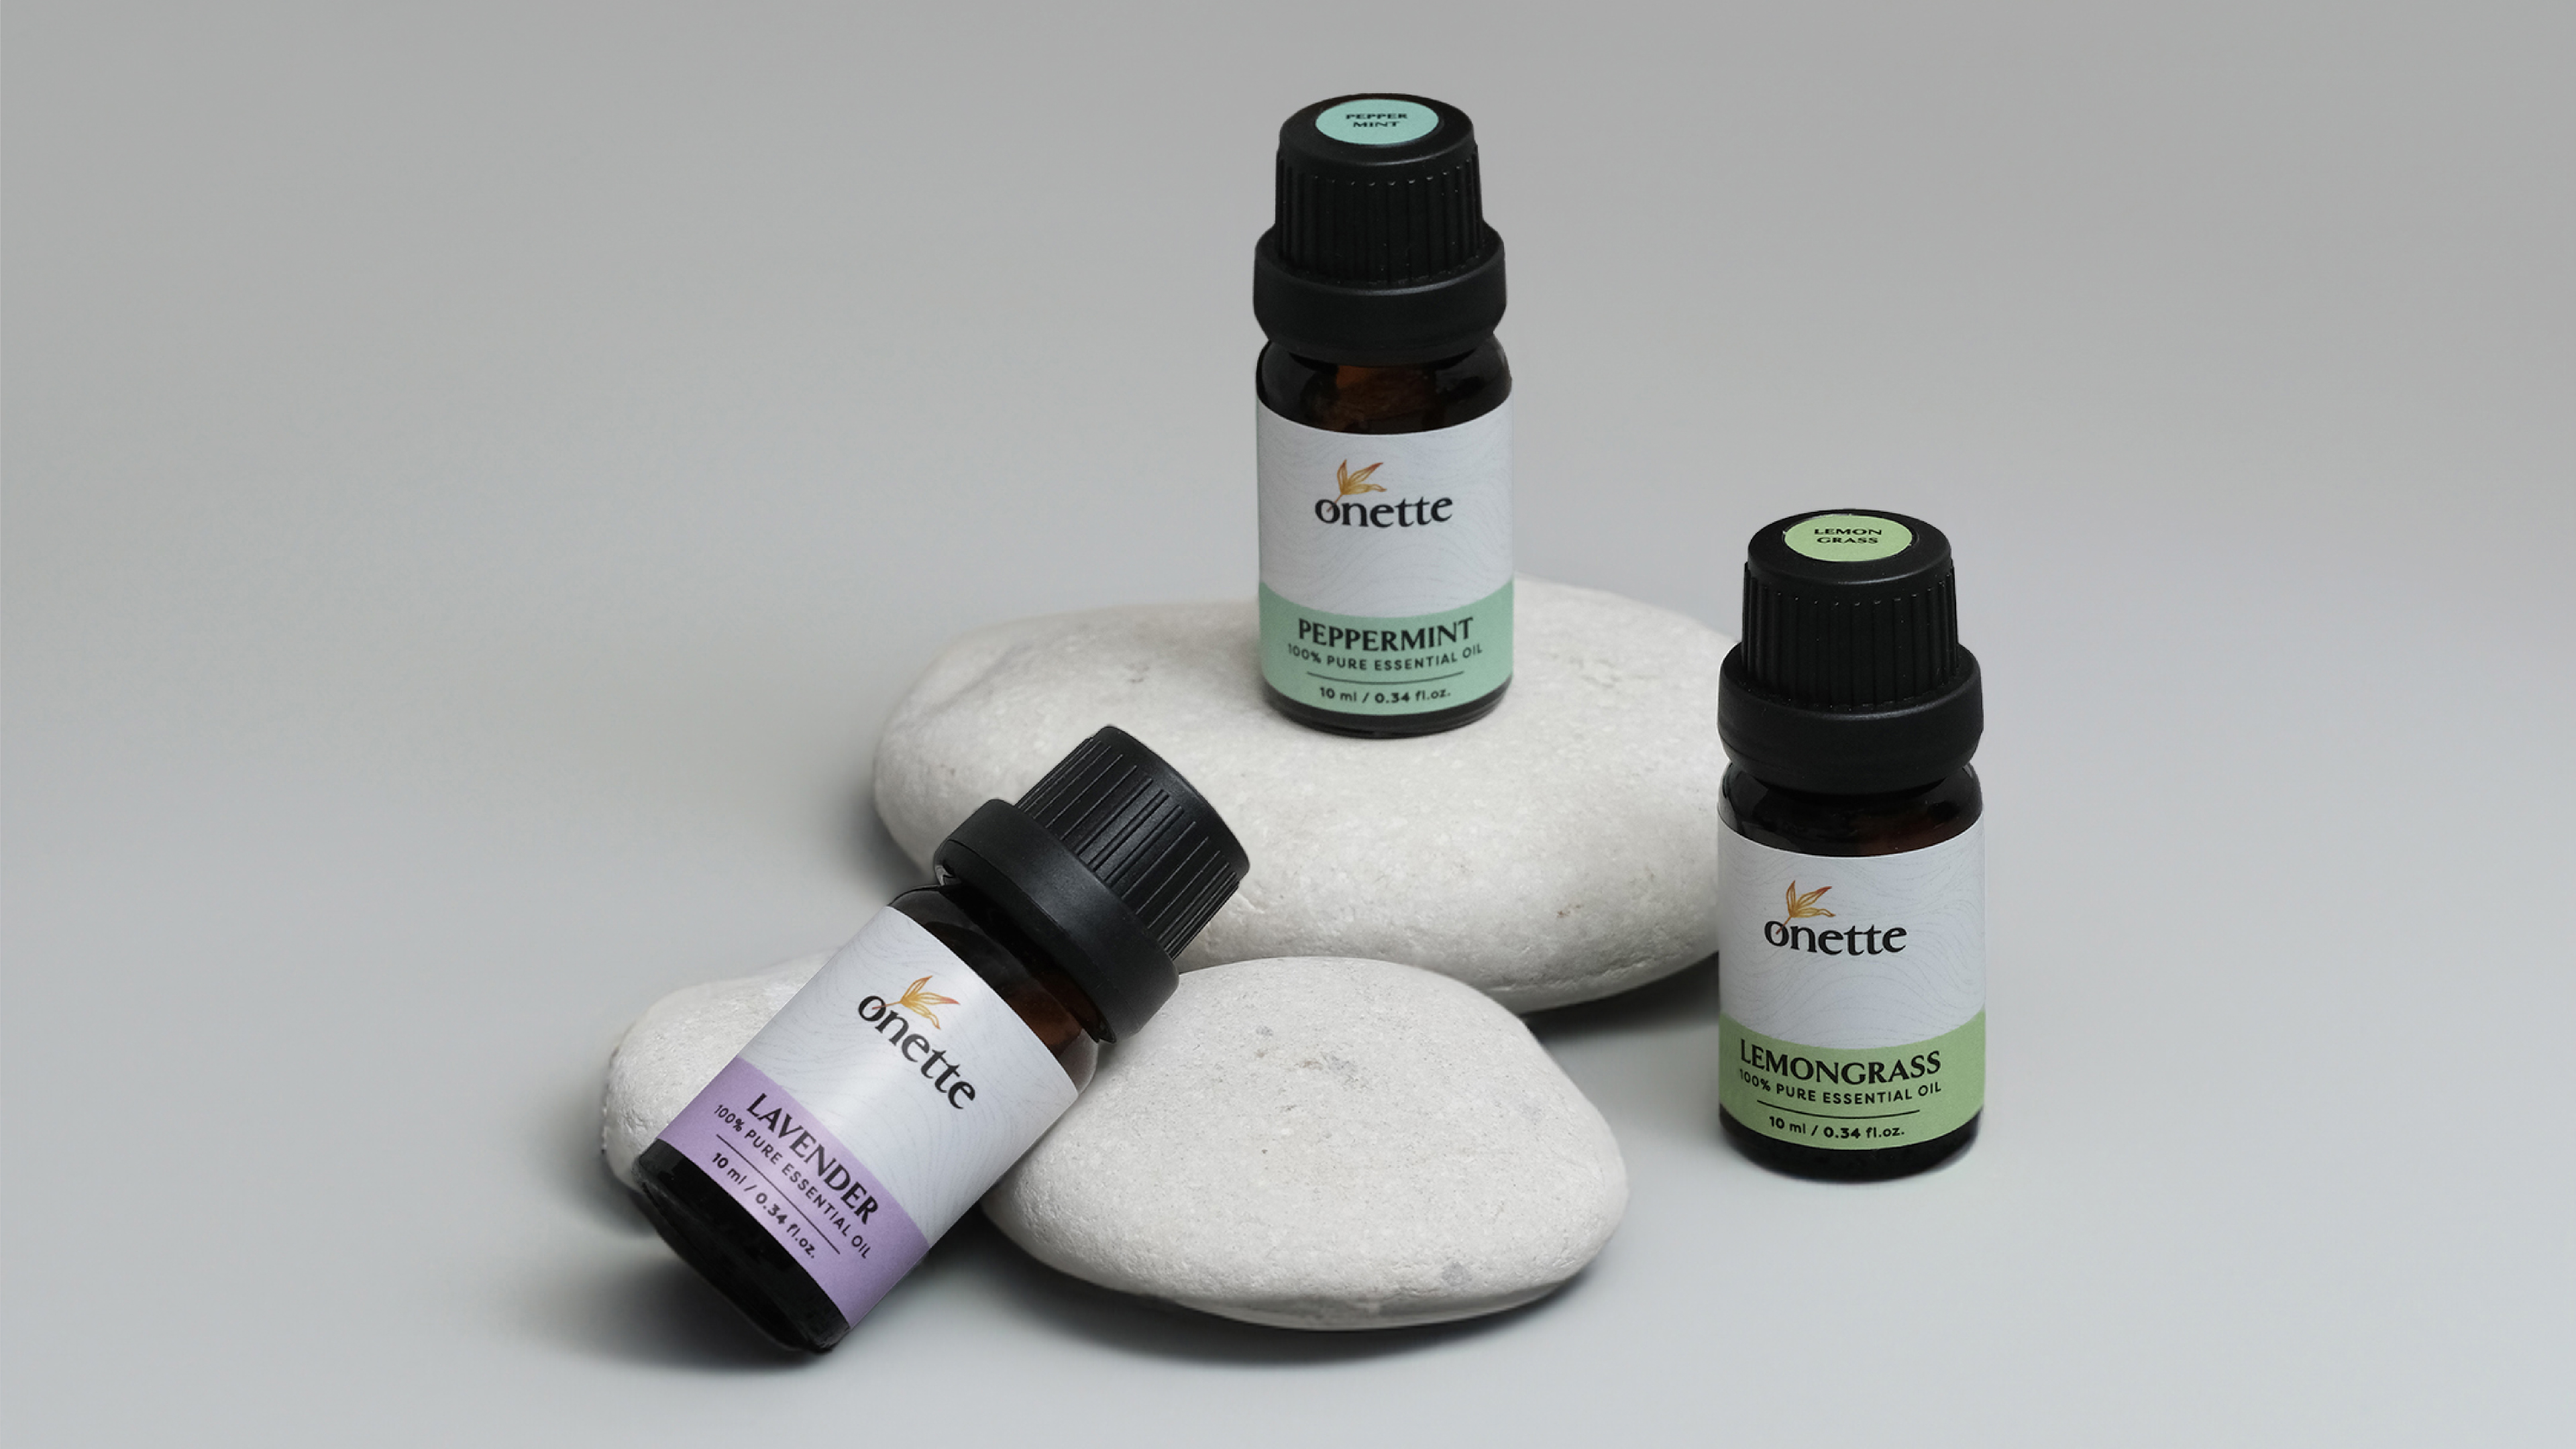 PEPPER
MINT
onette
PEPPERMINT
100% PURE ESSENTIAL OIL
10 ml / 0.34 fl.oz.
LEMON
GRASS
onette
LEMONGRASS
100% PURE ESSENTIAL OIL
10 ml / 0.34 fl.oz.
onette
LAVENDER
100% PURE ESSENTIAL OIL
10 ml / 0.34 fl.oz.